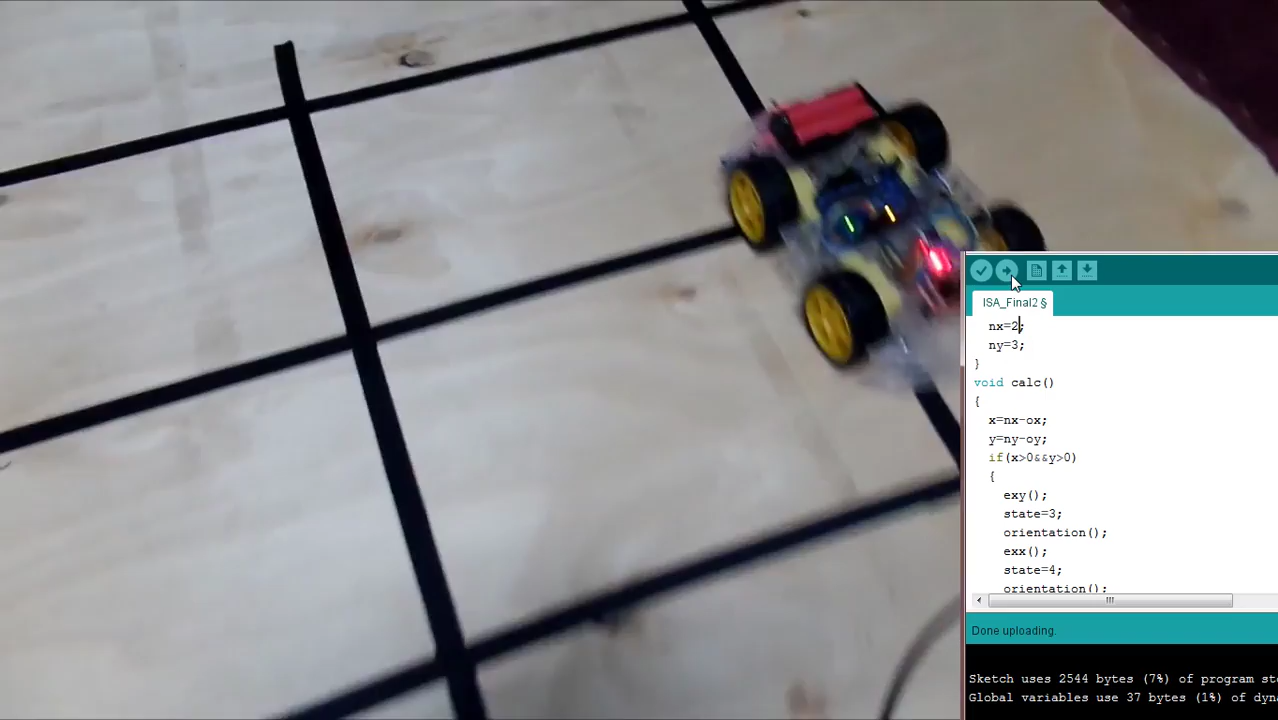 ISA_Final2 §
nx=2;
ny=3;
}
void calc()
{
x=nx-ox;
y=ny-oy;
if(x>0&&y>0)
{
exy();
state=3;
orientation();
exx();
state=4;
orientation();
Done uploading.
Sketch uses 2544 bytes (7%) of program sto
Global variables use 37 bytes (1%) of dyna